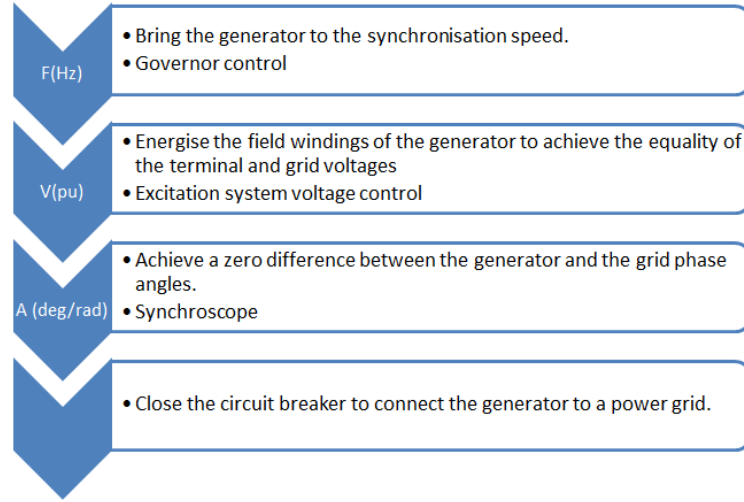 F(Hz)
• Bring the generator to the synchronisation speed.
• Governor control
V(pu)
• Energise the field windings of the generator to achieve the equality of
the terminal and grid voltages
• Excitation system voltage control
A (deg/rad)
• Achieve a zero difference between the generator and the grid phase
angles.
• Synchroscope
• Close the circuit breaker to connect the generator to a power grid.